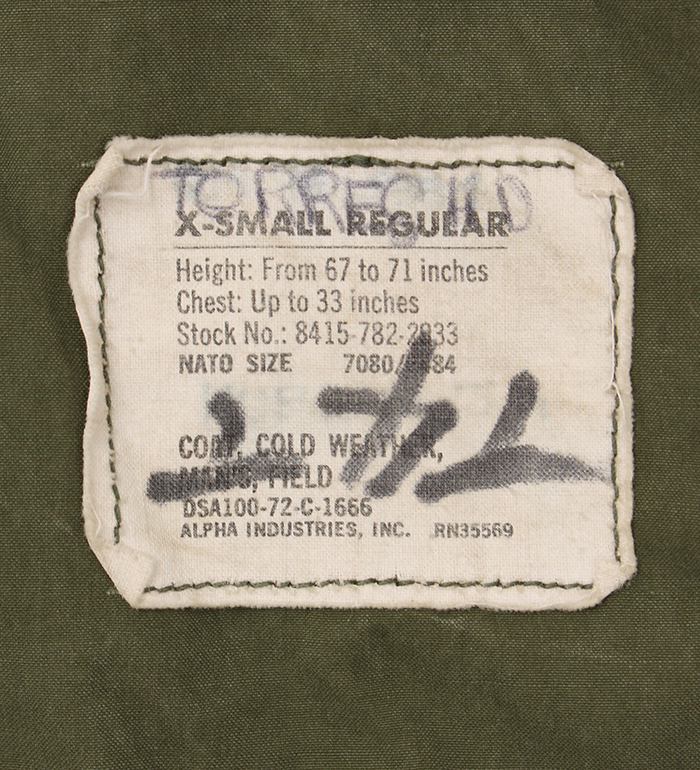 X-SMALL REGULAR
Height: From 67 to 71 inches
Chest: Up to 33 inches
Stock No.: 8415-782-2933
NATO SIZE
COAT, COLD WEATHER,
MAN'S, FIELD
DSA100-72-C-1666
ALPHA INDUSTRIES, INC. RN35569